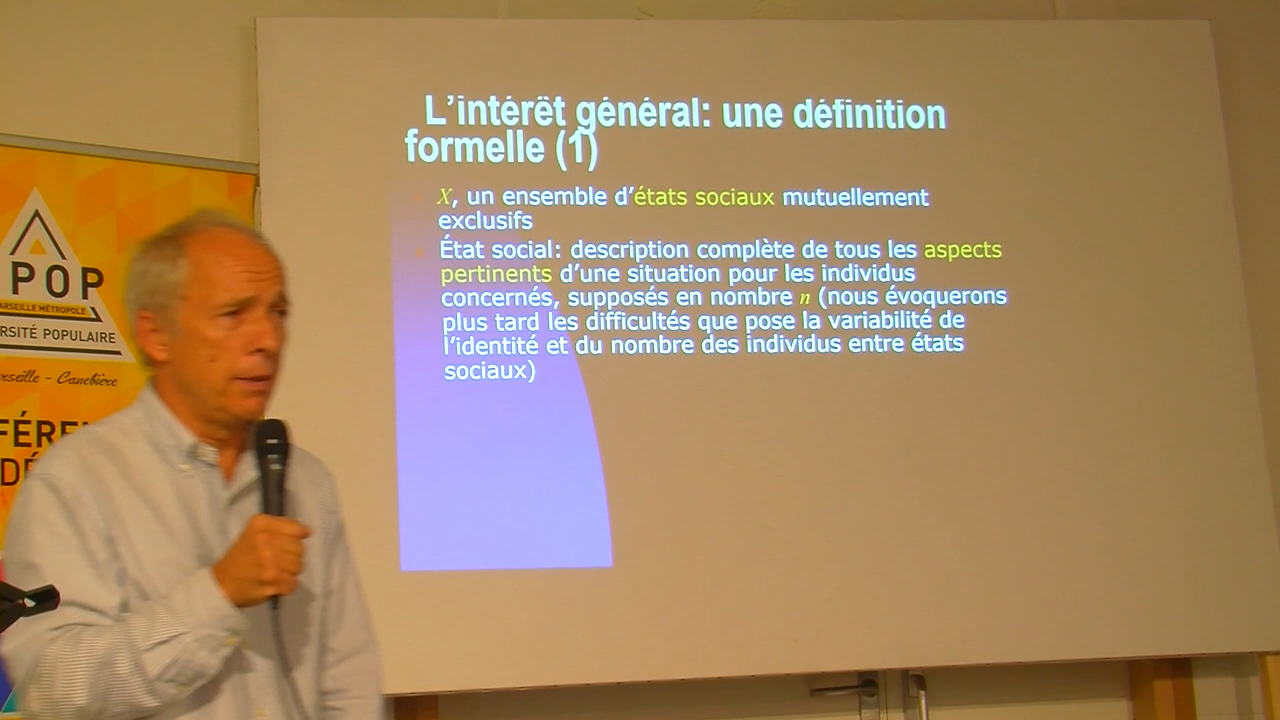 L'intérêt général: une définition
formelle (1)
X, un ensemble d'états sociaux mutuellement
exclusifs
État social: description complète de tous les aspects
pertinents d'une situation pour les individus
concernés, supposés en nombre n (nous évoquerons
plus tard les difficultés que pose la variabilité de
l'identité et du nombre des individus entre états
sociaux)
POP
MARSEILLE MÉTROPOLE
RSITÉ POPULAIRE
rseille - Canebière
FÉRE
DÉ